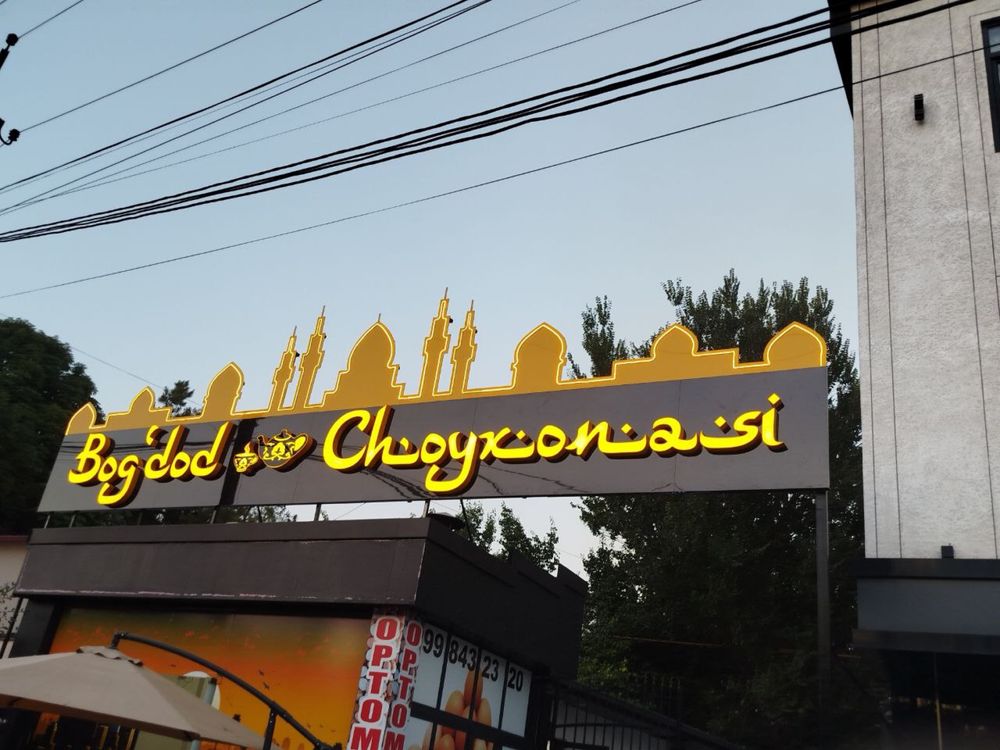 Bog'dod Choyxonasi
OPTOM
OPTOM
99 843 23 20